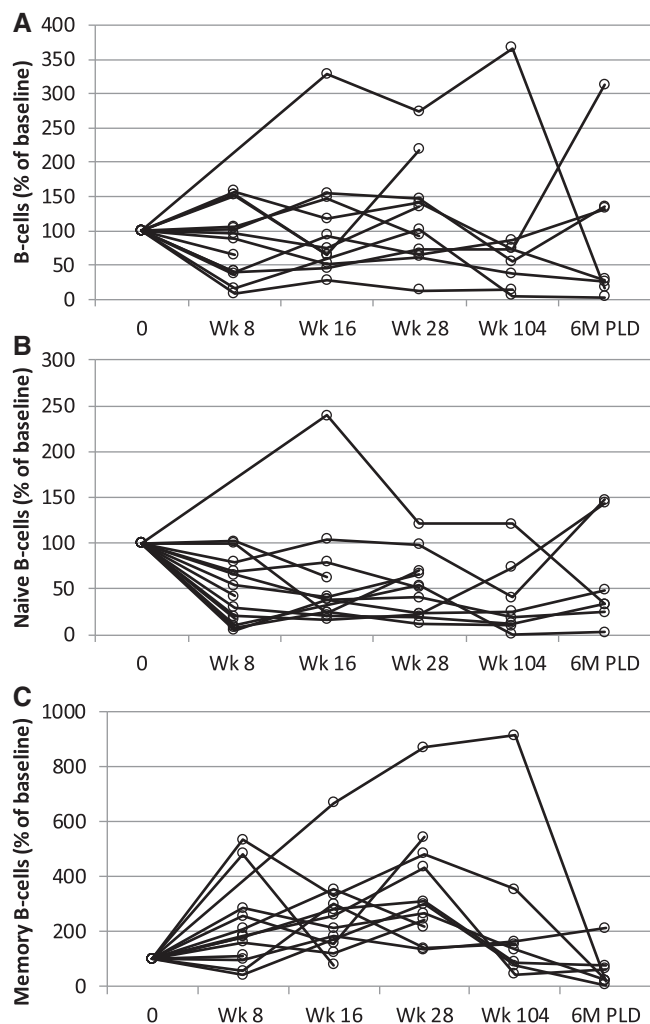 A
B-cells (% of baseline)
400
350
300
250
200
150
100
50
0
0 Wk 8 Wk 16 Wk 28 Wk 104 6M PLD
B
Naive B-cells (% of baseline)
300
250
200
150
100
50
0
0 Wk 8 Wk 16 Wk 28 Wk 104 6M PLD
C
Memory B-cells (% of baseline)
1000
800
600
400
200
0
0 Wk 8 Wk 16 Wk 28 Wk 104 6M PLD